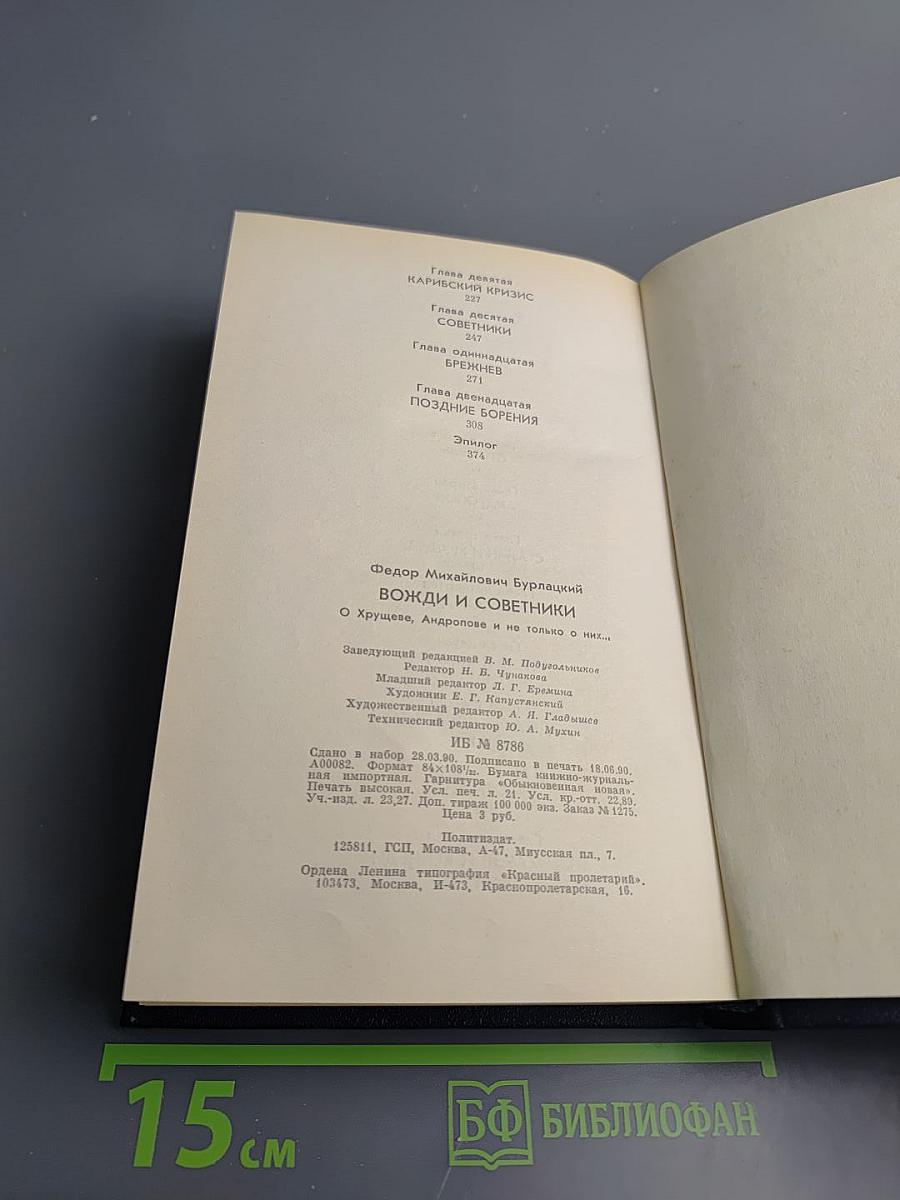 Глава девятая
КАРИБСКИЙ КРИЗИС
227
Глава десятая
СОВЕТНИКИ
247
Глава одиннадцатая
БРЕЖНЕВ
271
Глава двенадцатая
ПОЗДНИЕ БОРЕНИЯ
308
Эпилог
374
Федор Михайлович Бурлацкий
ВОЖДИ И СОВЕТНИКИ
О Хрущеве, Андропове и не только о них...
Заведующий редакцией В. М. Подугольников
Редактор Н. Б. Чунакова
Младший редактор Л. Г. Еремина
Художник Е. Г. Капустянский
Художественный редактор А. Я. Гладышев
Технический редактор Ю. А. Мухин
ИБ № 8786
Сдано в набор 28.03.90. Подписано в печать 18.06.90.
А00082. Формат 84×108¹/₃₂. Бумага книжно-журналь-
ная импортная. Гарнитура «Обыкновенная новая».
Печать высокая. Усл. печ. л. 21. Усл. кр.-отт. 22,89.
Уч.-изд. л. 23,27. Доп. тираж 100 000 экз. Заказ № 1275.
Цена 3 руб.
Политиздат.
125811, ГСП, Москва, А-47, Миусская пл., 7.
Ордена Ленина типография «Красный пролетарий».
103473, Москва, И-473, Краснопролетарская, 16.
15 см
БФ БИБЛИОФАН